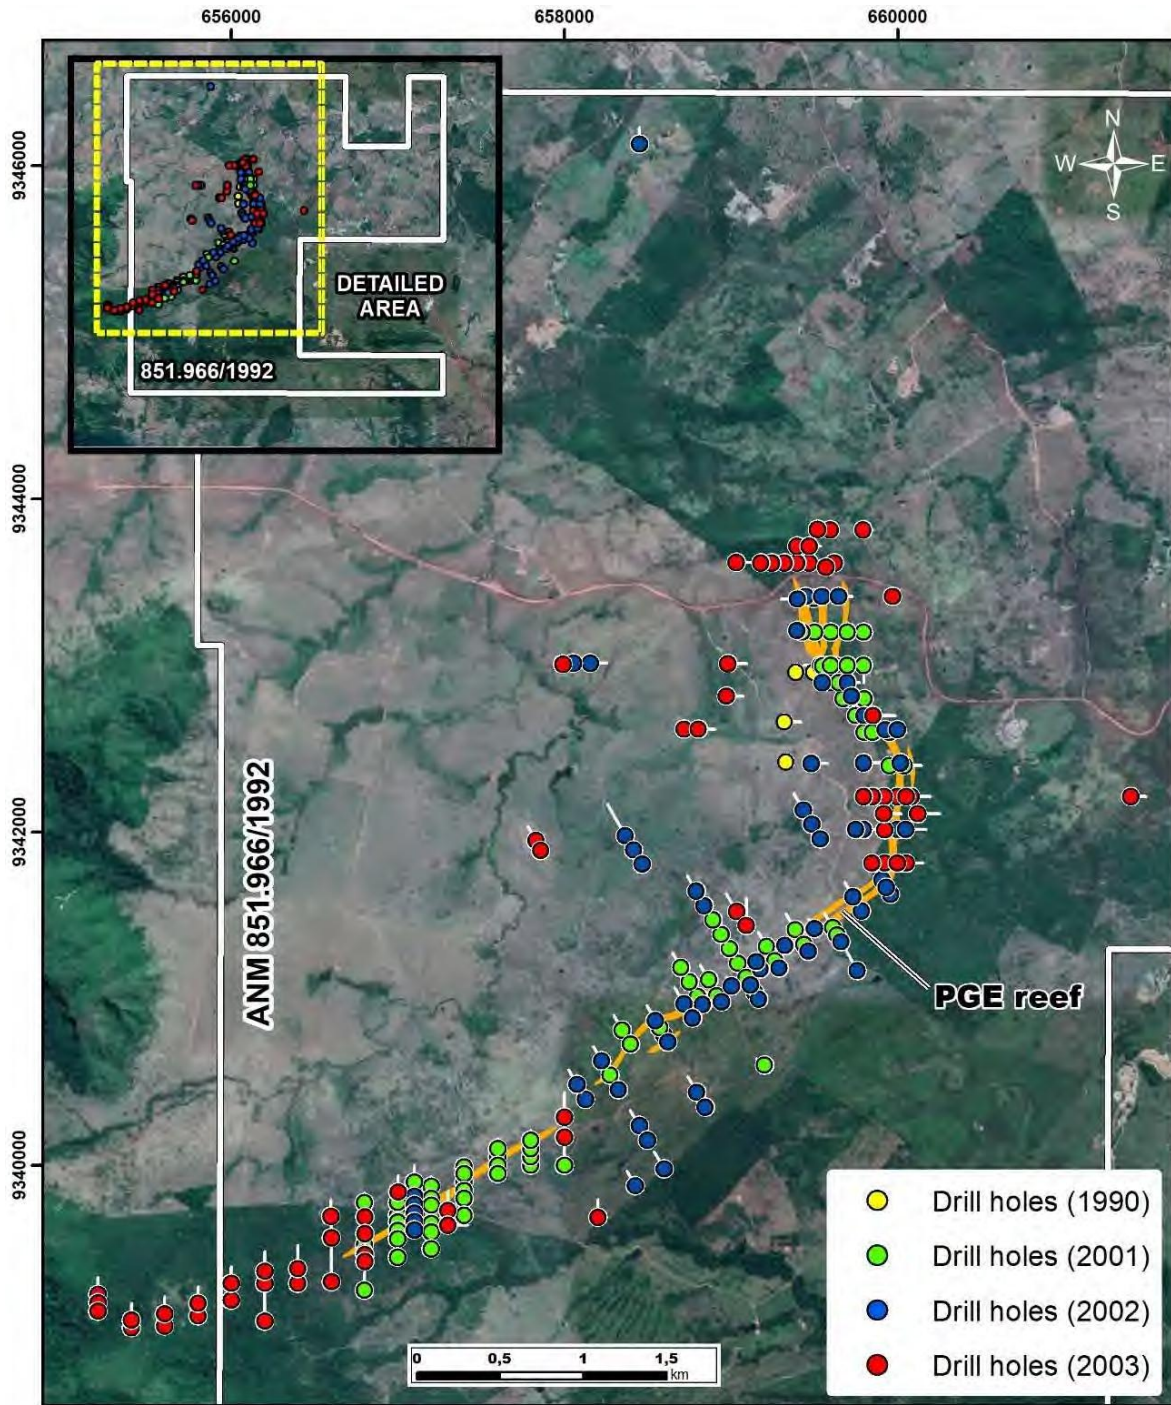 656000
658000
660000
9346000
9344000
9342000
9340000
N
W
E
S
DETAILED
AREA
851.966/1992
ANM 851.966/1992
PGE reef
Drill holes (1990)
Drill holes (2001)
Drill holes (2002)
Drill holes (2003)
0
0,5
1
1,5
km